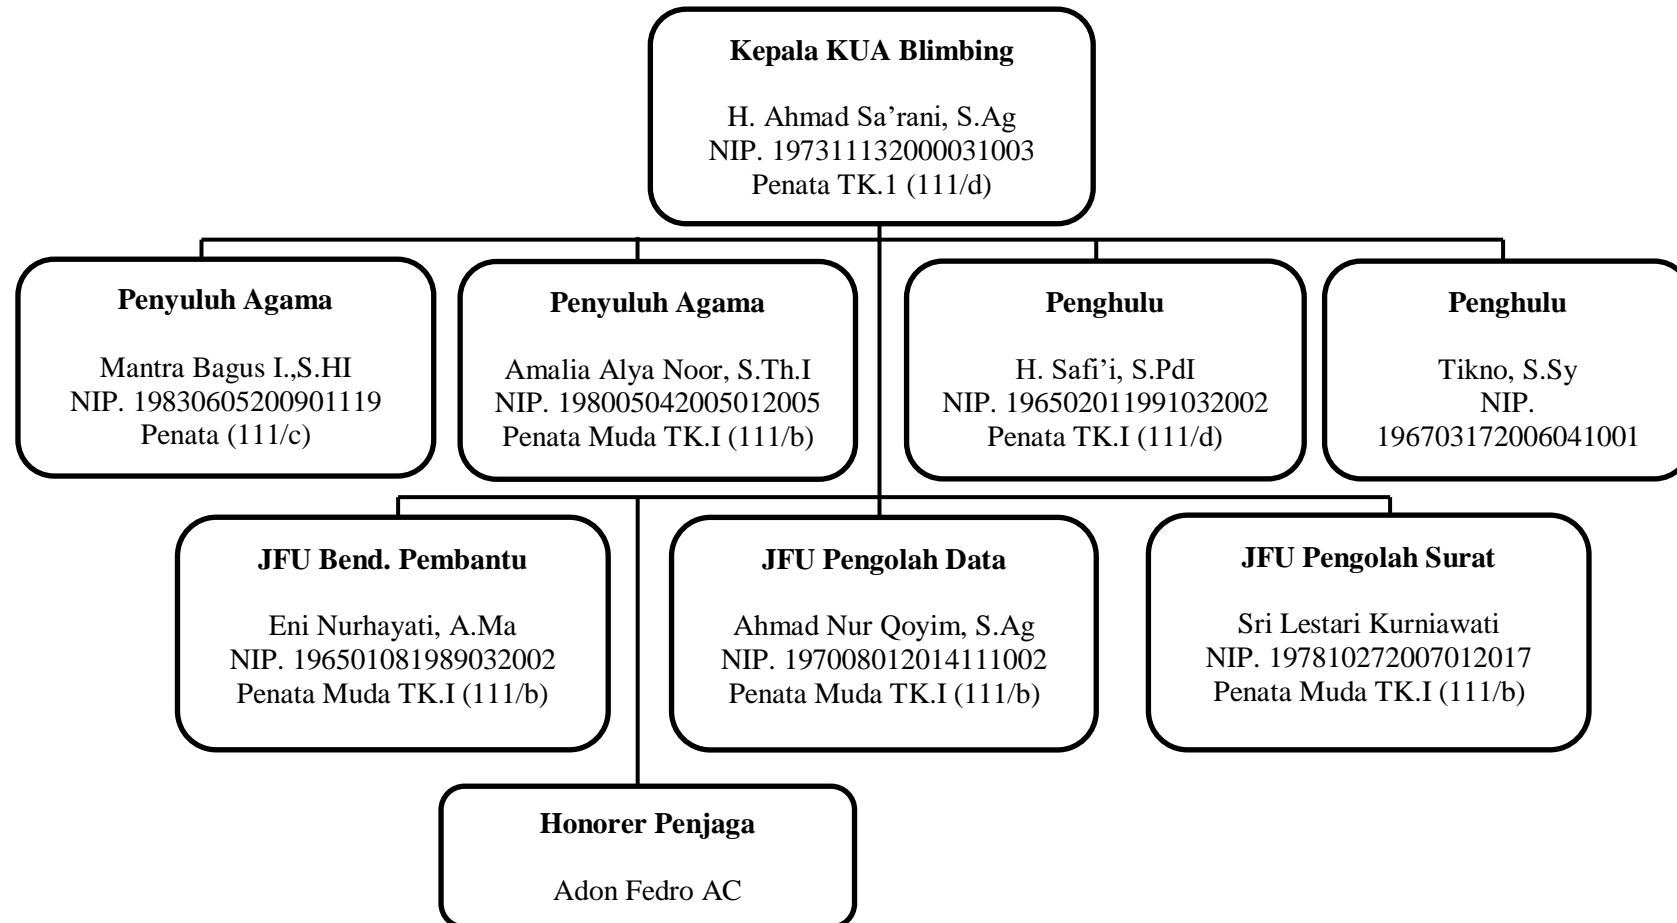 Kepala KUA Blimbing
H. Ahmad Sa’rani, S.Ag
NIP. 197311132000031003
Penata TK.1 (111/d)
Penyuluh Agama
Mantra Bagus I.,S.HI
NIP. 19830605200901119
Penata (111/c)
Penyuluh Agama
Amalia Alya Noor, S.Th.I
NIP. 198005042005012005
Penata Muda TK.I (111/b)
Penghulu
H. Safi’i, S.PdI
NIP. 196502011991032002
Penata TK.I (111/d)
Penghulu
Tikno, S.Sy
NIP.
196703172006041001
JFU Bend. Pembantu
Eni Nurhayati, A.Ma
NIP. 196501081989032002
Penata Muda TK.I (111/b)
JFU Pengolah Data
Ahmad Nur Qoyim, S.Ag
NIP. 197008012014111002
Penata Muda TK.I (111/b)
JFU Pengolah Surat
Sri Lestari Kurniawati
NIP. 197810272007012017
Penata Muda TK.I (111/b)
Honorer Penjaga
Adon Fedro AC